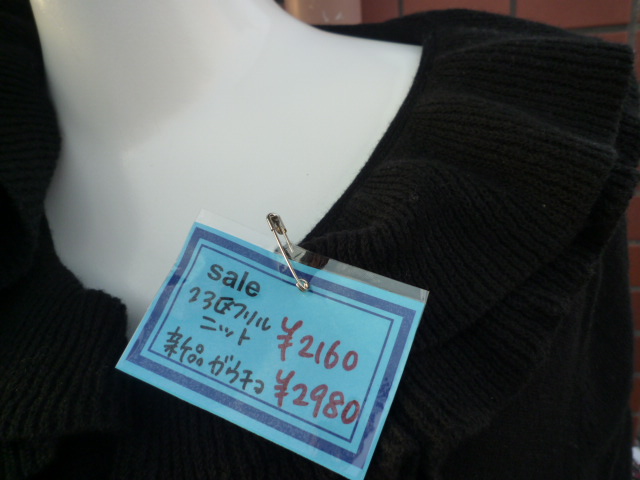 sale
23区フリル
ニット ¥2160
新品 ガウチョ ¥2980